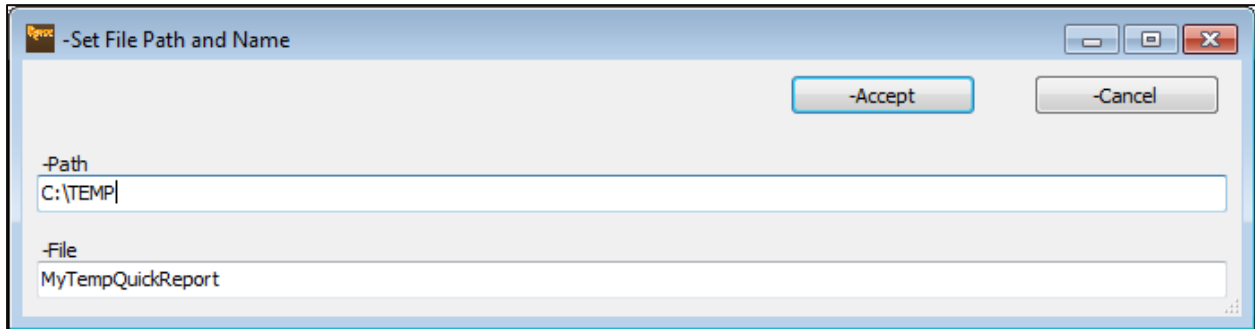 -Set File Path and Name
-Accept -Cancel
-Path
C:\TEMP
-File
MyTempQuickReport